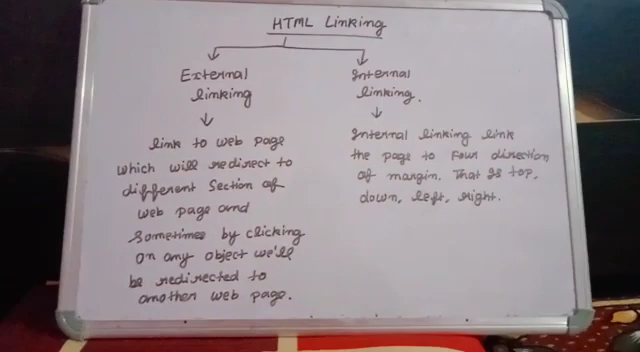 HTML Linking
External
linking
link to web page
which will redirect to
different Section of
web page and
Sometimes by clicking
on any object we'll
be redirected to
another web page.
Internal
linking.
Internal linking link
the page to Four direction
of margin. That is top,
down, left, right.